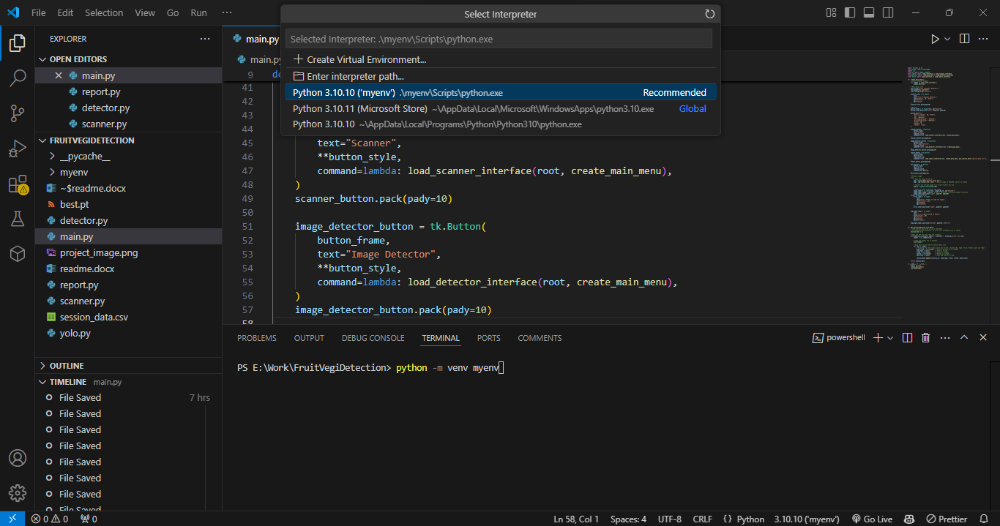 File Edit Selection View Go Run ···
Select Interpreter
Selected Interpreter: .\myenv\Scripts\python.exe
Create Virtual Environment...
Enter interpreter path...
Python 3.10.10 ('myenv') .\myenv\Scripts\python.exe Recommended
Python 3.10.11 (Microsoft Store) ~\AppData\Local\Microsoft\WindowsApps\python3.10.exe Global
Python 3.10.10 ~\AppData\Local\Programs\Python\Python310\python.exe
EXPLORER
OPEN EDITORS
main.py
report.py
detector.py
scanner.py
FRUITVEGIDETECTION
__pycache__
myenv
~$readme.docx
best.pt
detector.py
main.py
project_image.png
readme.docx
report.py
scanner.py
session_data.csv
yolo.py
OUTLINE
TIMELINE main.py
File Saved 7 hrs
File Saved
File Saved
File Saved
File Saved
File Saved
File Saved
File Saved
main.py
main.py
9 de
41
42
43
44
45 text="Scanner",
46 **button_style,
47 command=lambda: load_scanner_interface(root, create_main_menu),
48 )
49 scanner_button.pack(pady=10)
50
51 image_detector_button = tk.Button(
52 button_frame,
53 text="Image Detector",
54 **button_style,
55 command=lambda: load_detector_interface(root, create_main_menu),
56 )
57 image_detector_button.pack(pady=10)
58
PROBLEMS OUTPUT DEBUG CONSOLE TERMINAL PORTS COMMENTS
powershell
PS E:\Work\FruitVegiDetection> python -m venv myenv
0 0 0 Ln 58, Col 1 Spaces: 4 UTF-8 CRLF {} Python 3.10.10 ('myenv') Go Live Prettier